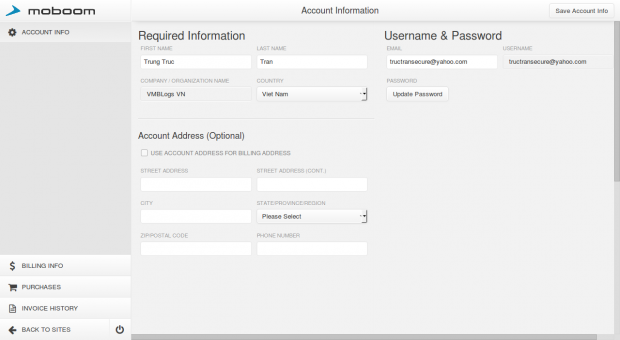 moboom
Account Information
Save Account Info
ACCOUNT INFO
Required Information
Username & Password
FIRST NAME
LAST NAME
EMAIL
USERNAME
Trung Truc
Tran
tructransecure@yahoo.com
tructransecure@yahoo.com
COMPANY / ORGANIZATION NAME
COUNTRY
PASSWORD
VMBLogs VN
Viet Nam
Update Password
Account Address (Optional)
USE ACCOUNT ADDRESS FOR BILLING ADDRESS
STREET ADDRESS
STREET ADDRESS (CONT.)
CITY
STATE/PROVINCE/REGION
Please Select
ZIP/POSTAL CODE
PHONE NUMBER
BILLING INFO
PURCHASES
INVOICE HISTORY
BACK TO SITES